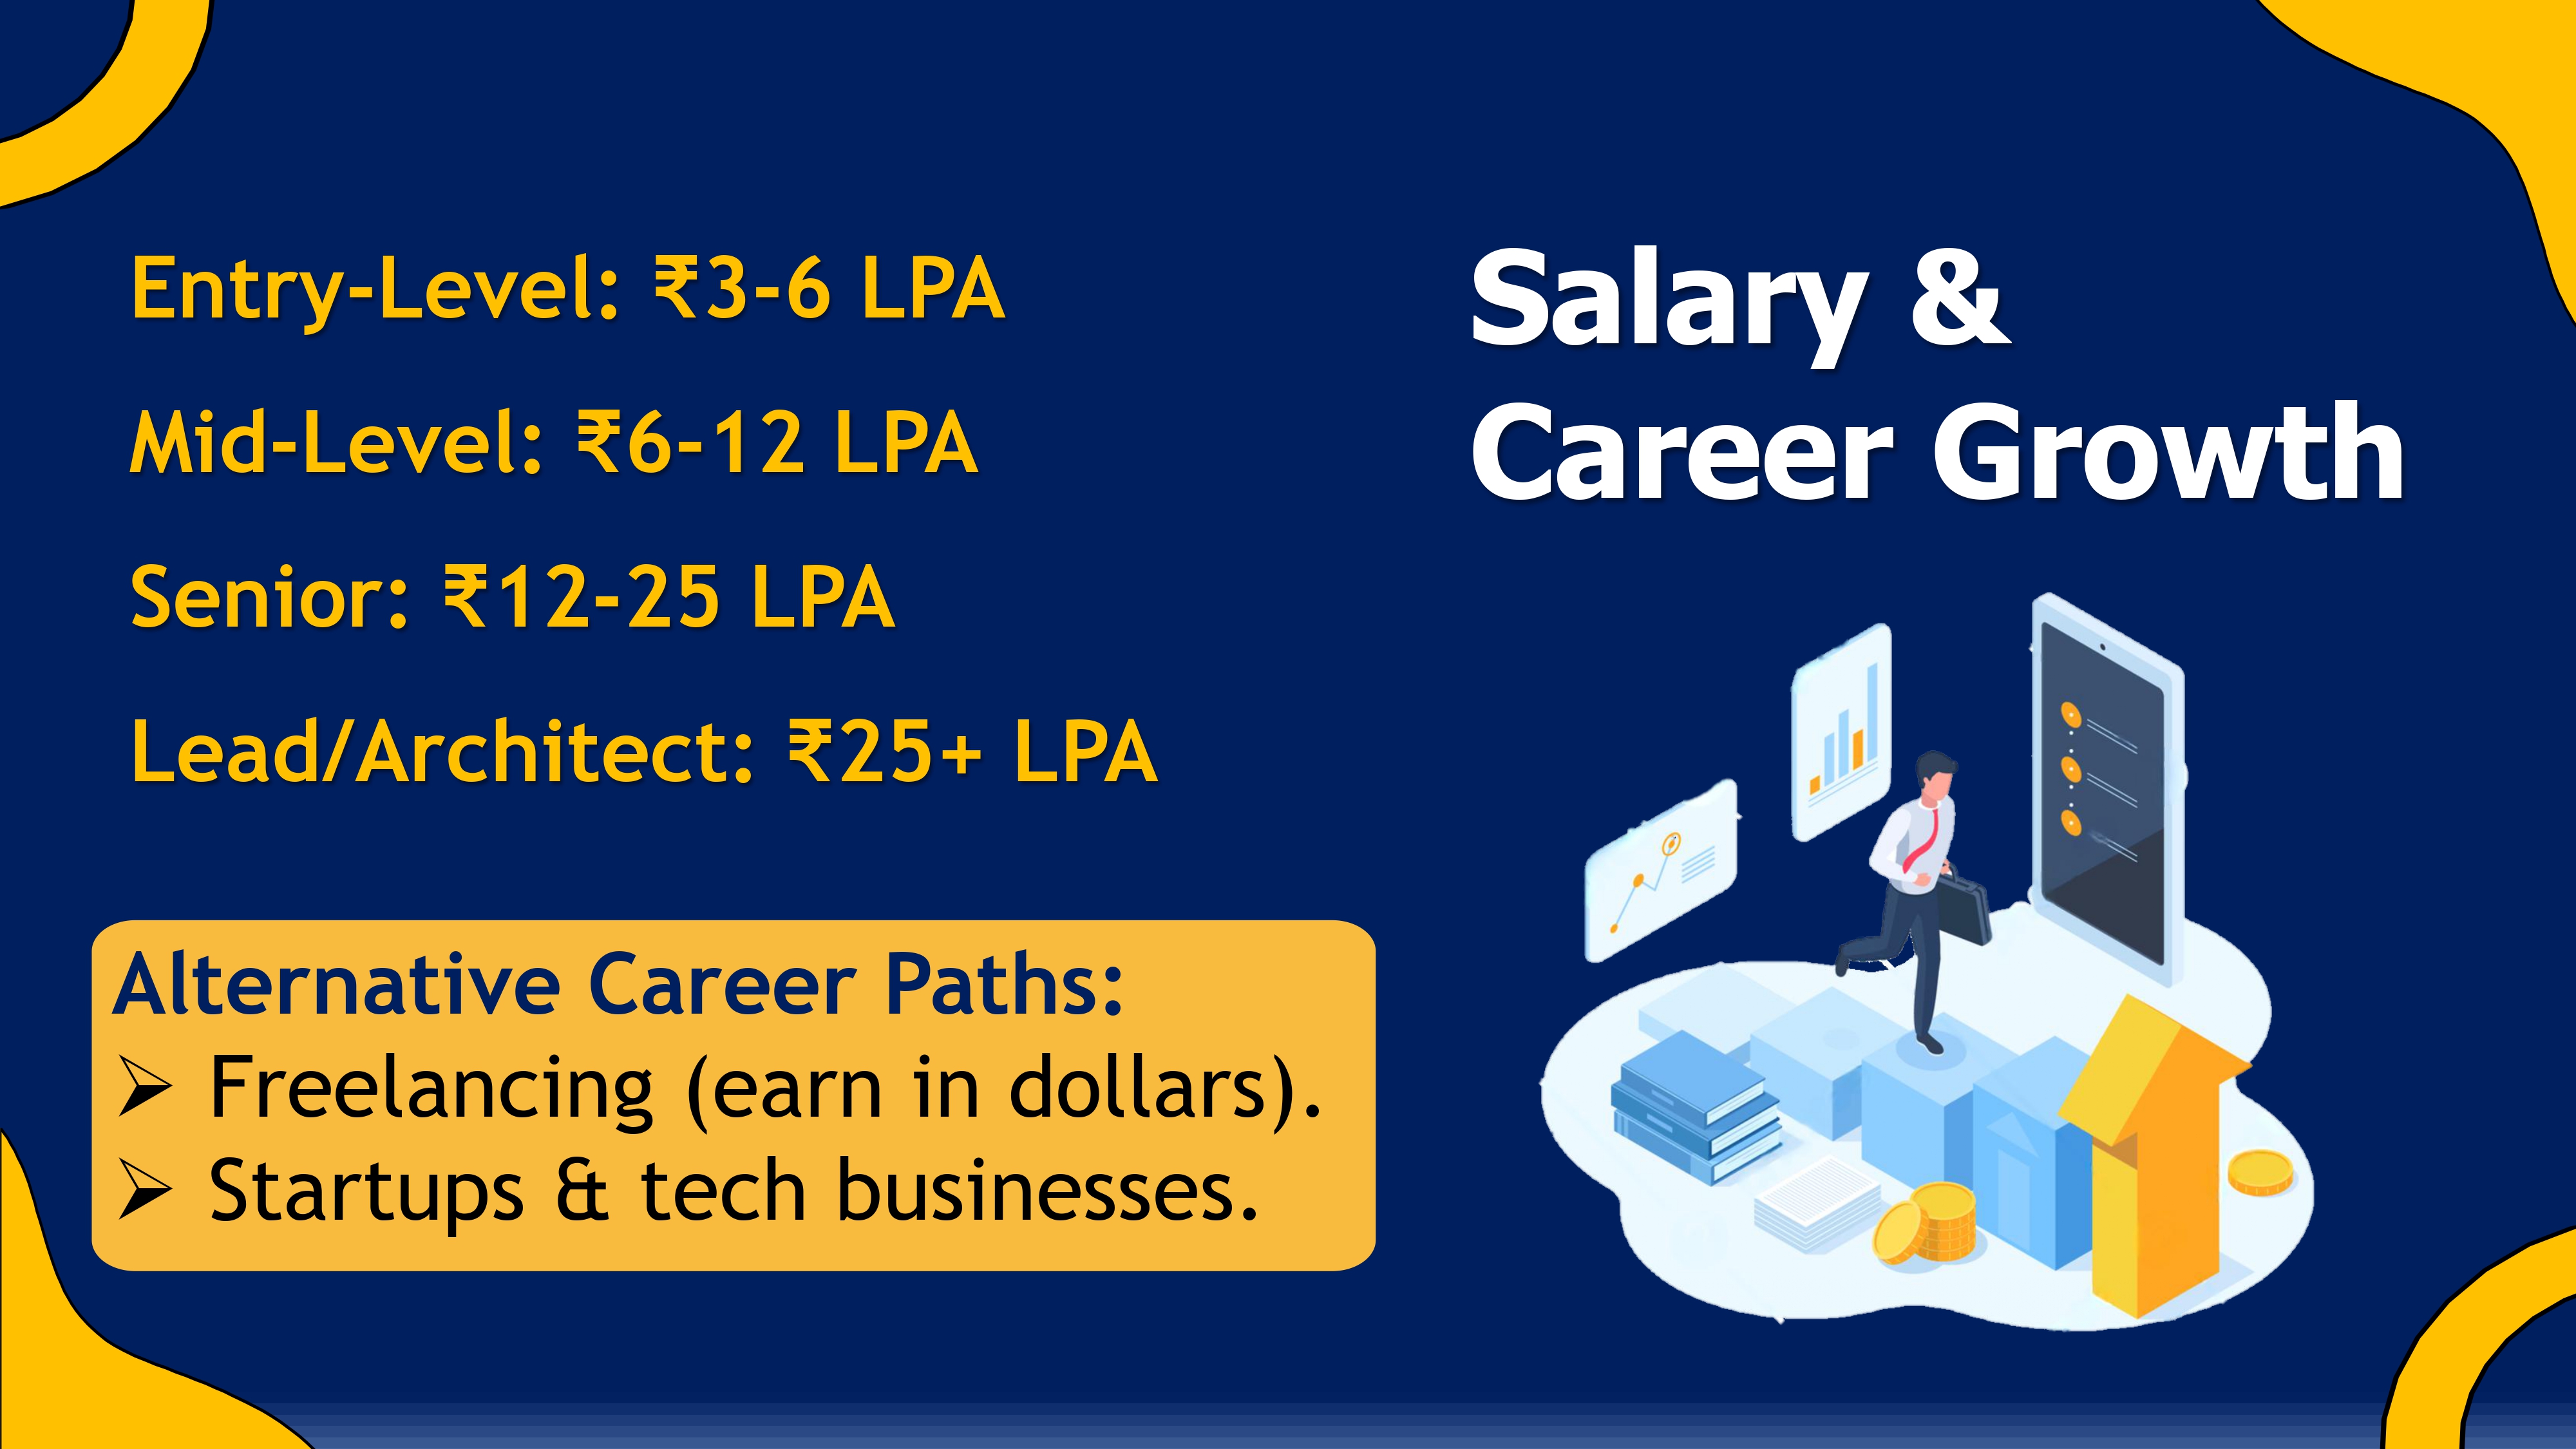 Salary &
Career Growth
Entry-Level: ₹3-6 LPA
Mid-Level: ₹6-12 LPA
Senior: ₹12-25 LPA
Lead/Architect: ₹25+ LPA
Alternative Career Paths:
➢ Freelancing (earn in dollars).
➢ Startups & tech businesses.